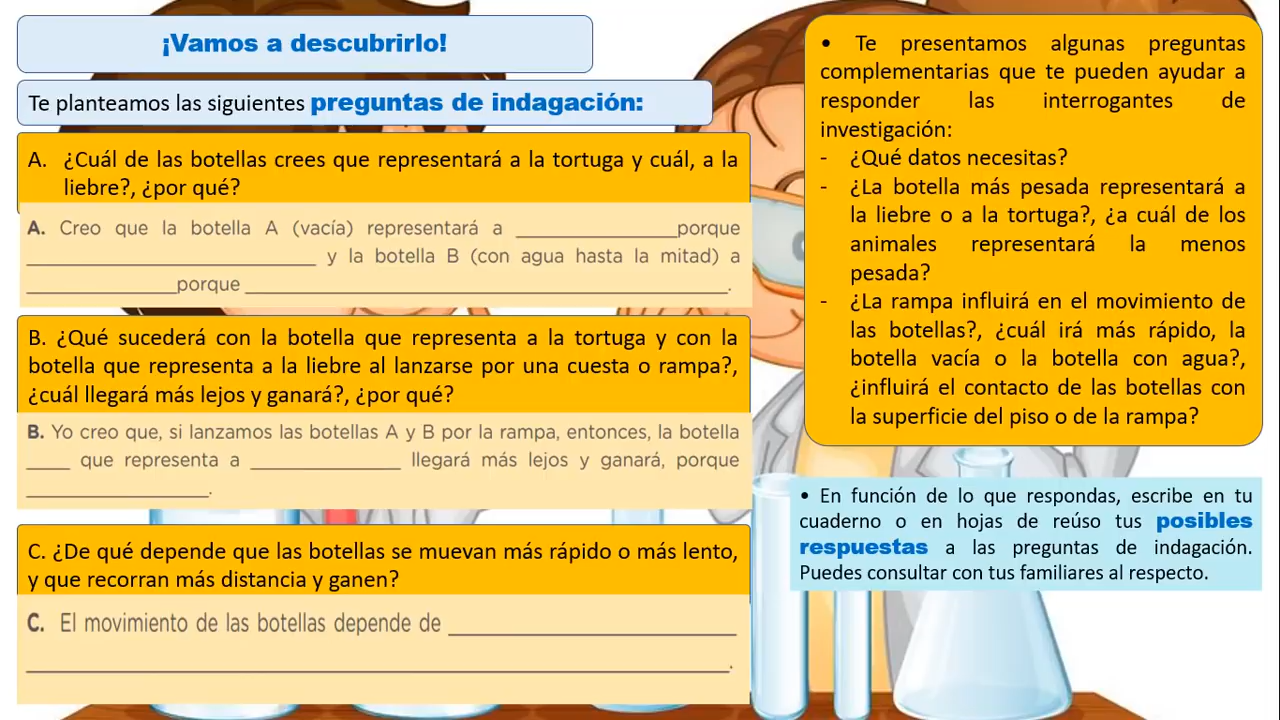 ¡Vamos a descubrirlo!
Te planteamos las siguientes preguntas de indagación:
A. ¿Cuál de las botellas crees que representará a la tortuga y cuál, a la
liebre?, ¿por qué?
A. Creo que la botella A (vacía) representará a _______________porque
___________________________ y la botella B (con agua hasta la mitad) a
______________porque _____________________________________________.
B. ¿Qué sucederá con la botella que representa a la tortuga y con la
botella que representa a la liebre al lanzarse por una cuesta o rampa?,
¿cuál llegará más lejos y ganará?, ¿por qué?
B. Yo creo que, si lanzamos las botellas A y B por la rampa, entonces, la botella
____ que representa a ______________ llegará más lejos y ganará, porque
_________________.
C. ¿De qué depende que las botellas se muevan más rápido o más lento,
y que recorran más distancia y ganen?
C. El movimiento de las botellas depende de ___________________________
__________________________________________________________________.
• Te presentamos algunas preguntas
complementarias que te pueden ayudar a
responder las interrogantes de
investigación:
- ¿Qué datos necesitas?
- ¿La botella más pesada representará a
la liebre o a la tortuga?, ¿a cuál de los
animales representará la menos
pesada?
- ¿La rampa influirá en el movimiento de
las botellas?, ¿cuál irá más rápido, la
botella vacía o la botella con agua?,
¿influirá el contacto de las botellas con
la superficie del piso o de la rampa?
• En función de lo que respondas, escribe en tu
cuaderno o en hojas de reúso tus posibles
respuestas a las preguntas de indagación.
Puedes consultar con tus familiares al respecto.